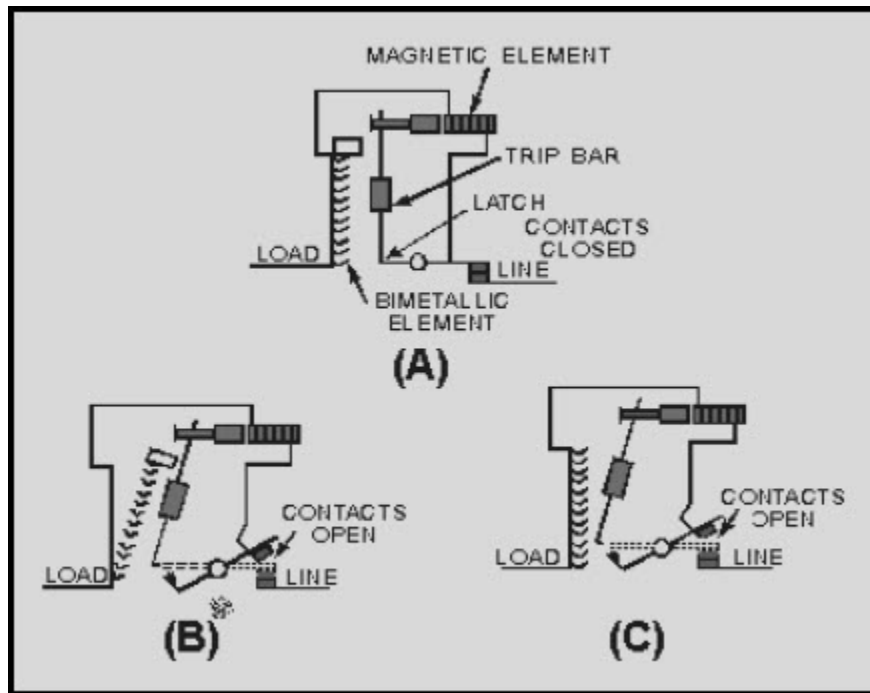 MAGNETIC ELEMENT
TRIP BAR
LATCH
CONTACTS
CLOSED
LOAD
LINE
BIMETALLIC
ELEMENT
(A)
CONTACTS
OPEN
LOAD
LINE
(B)
CONTACTS
OPEN
LOAD
LINE
(C)